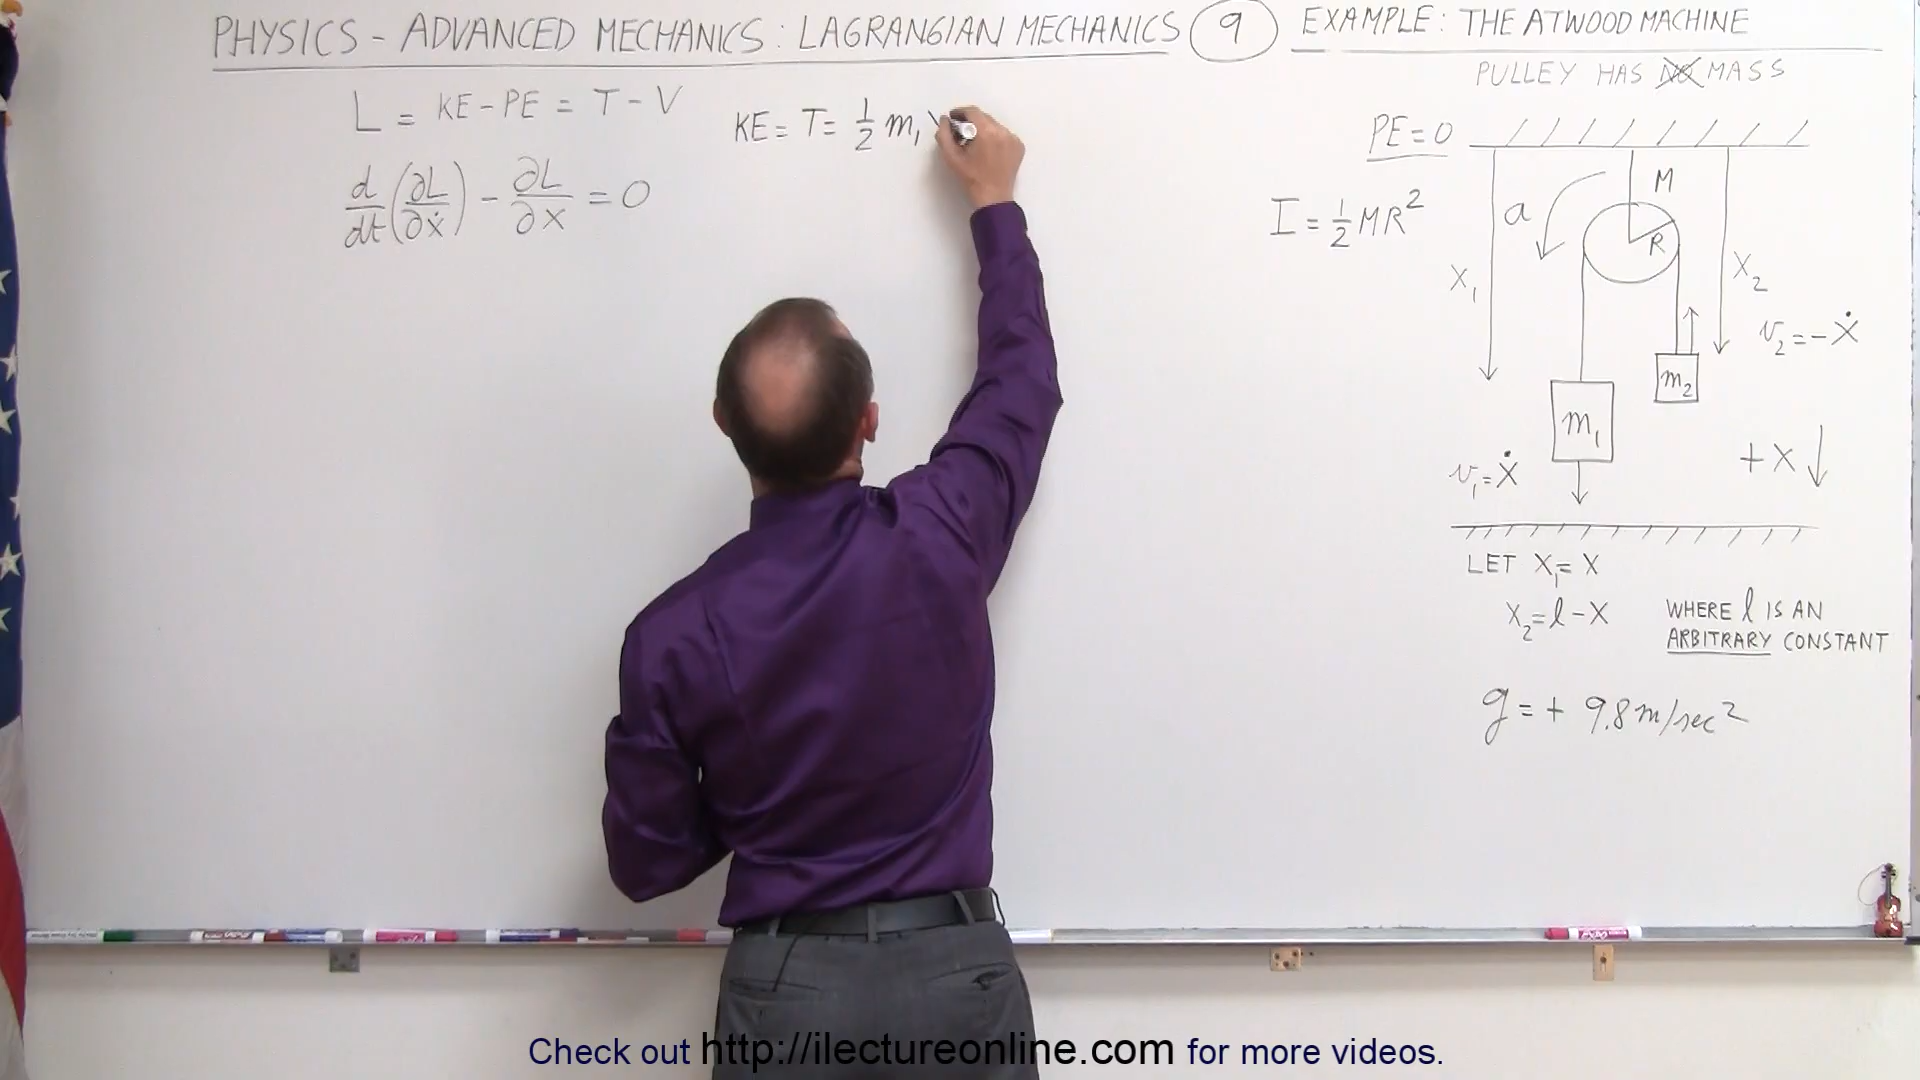 PHYSICS - ADVANCED MECHANICS : LAGRANGIAN MECHANICS 9 EXAMPLE : THE ATWOOD MACHINE
PULLEY HAS NO MASS
L = KE - PE = T - V
KE = T = 1/2 m₁
d/dt (∂L/∂ẋ) - ∂L/∂x = 0
PE = 0
I = 1/2 MR²
a
M
R
X₁
X₂
v₂ = -ẋ
m₂
m₁
v₁ = ẋ
+X
LET X₁ = X
X₂ = l - X
WHERE l IS AN
ARBITRARY CONSTANT
g = + 9.8 m/sec²
Check out http://ilectureonline.com for more videos.